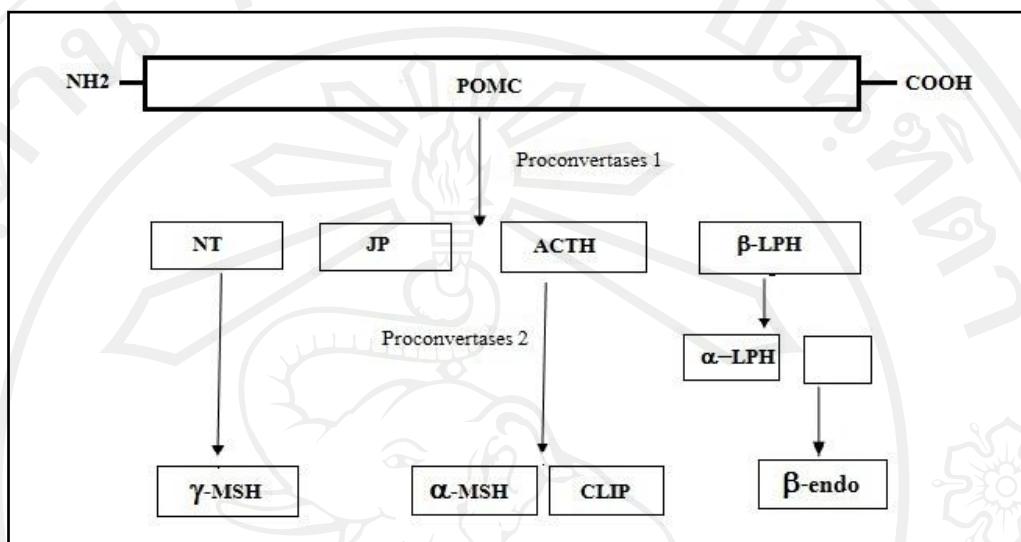 NH2
POMC
COOH
Proconvertases 1
NT
JP
ACTH
β-LPH
Proconvertases 2
α–LPH
γ-MSH
α-MSH
CLIP
β-endo